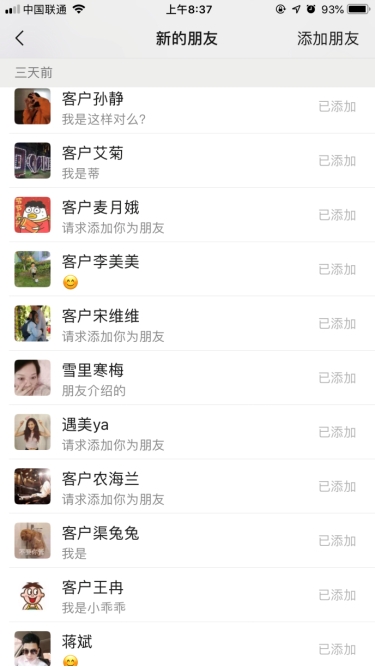 中国联通 上午8:37 93%
新的朋友 添加朋友
三天前
客户孙静
我是这样对么?
已添加
客户艾菊
我是蒂
已添加
客户麦月娥
请求添加你为朋友
已添加
客户李美美
😊
已添加
客户宋维维
请求添加你为朋友
已添加
雪里寒梅
朋友介绍的
已添加
遇美ya
请求添加你为朋友
已添加
客户农海兰
请求添加你为朋友
已添加
客户渠兔兔
我是
已添加
客户王冉
我是小乖乖
已添加
蒋斌
😊
已添加